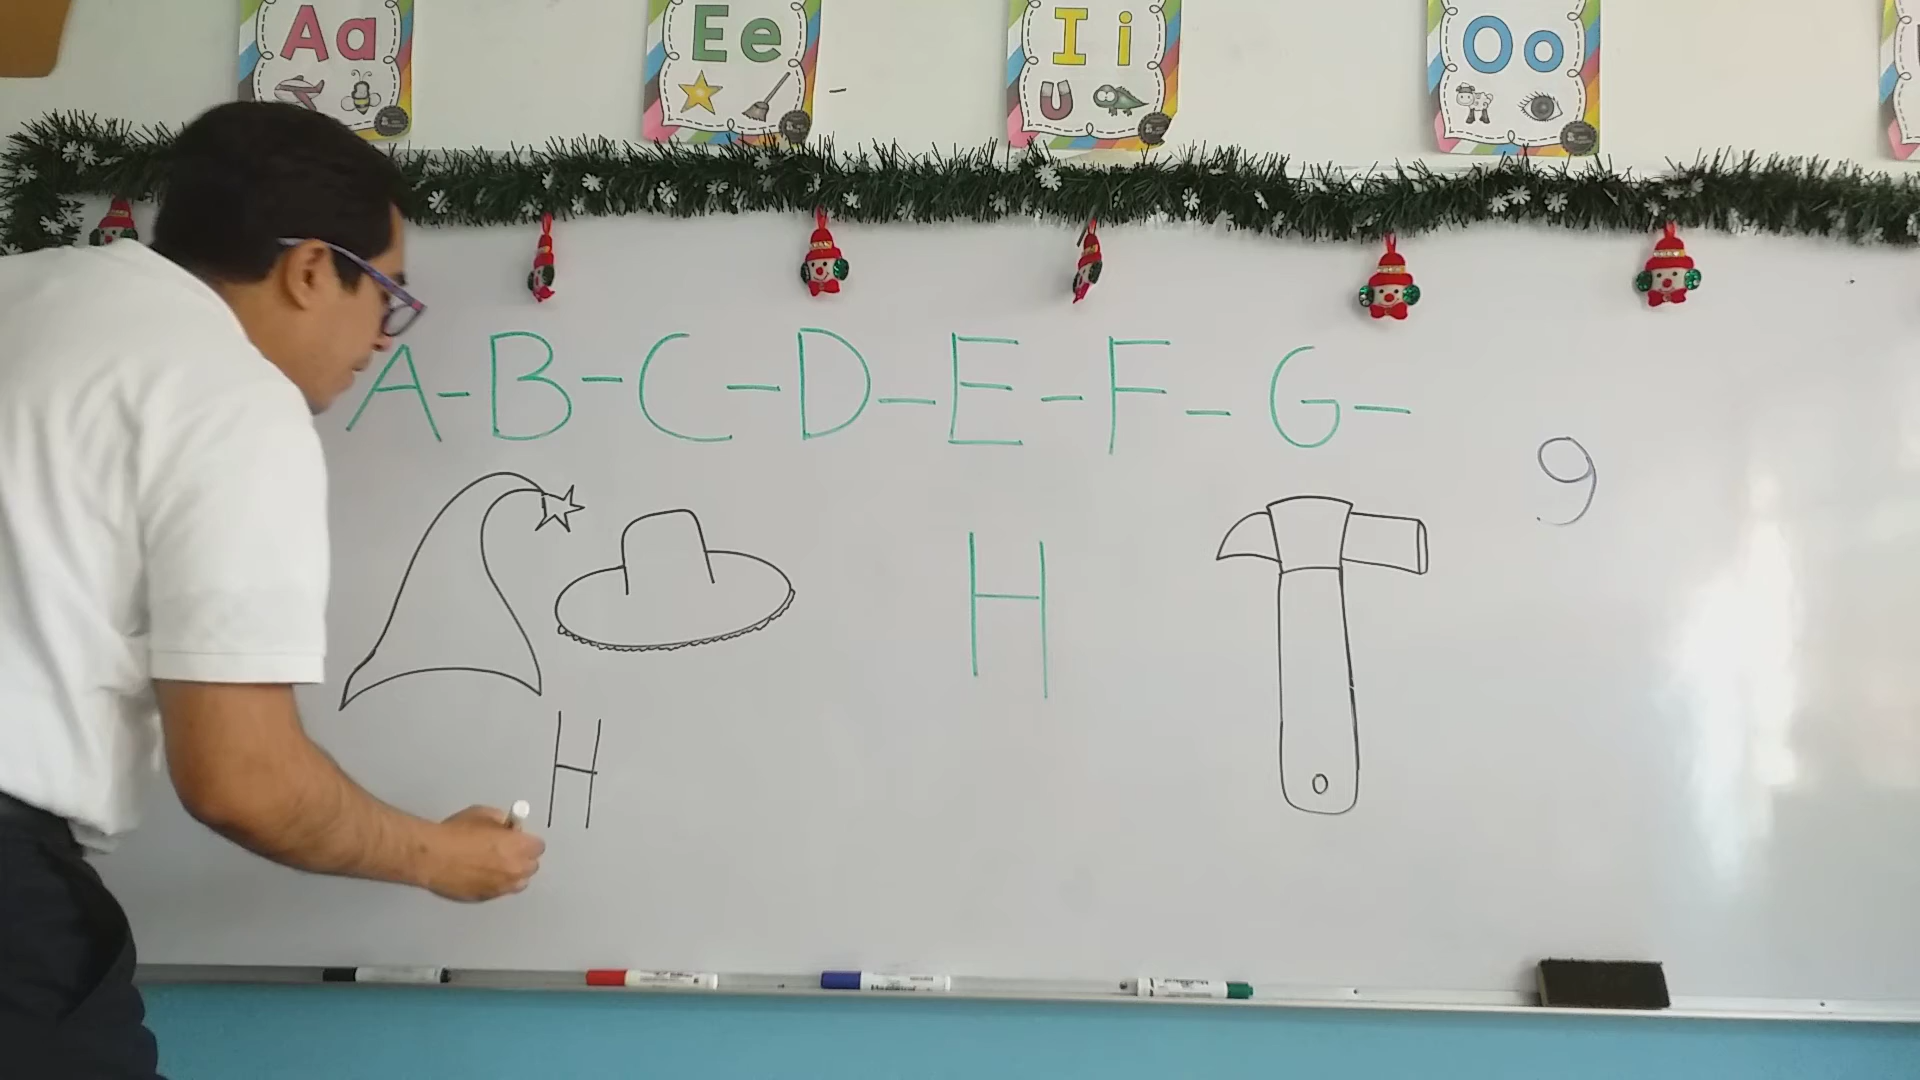 Aa
Ee
Ii
Oo
A-B-C-D-E-F-G-
9
H
H